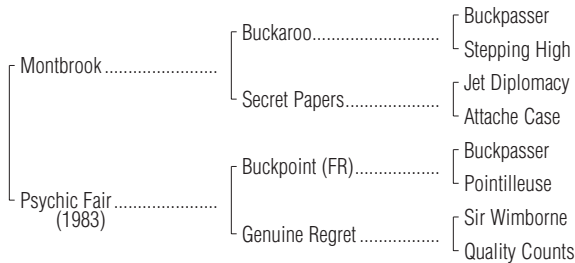 Buckpasser
Buckaroo
Stepping High
Montbrook
Jet Diplomacy
Secret Papers
Attache Case
Buckpasser
Buckpoint (FR)
Pointilleuse
Psychic Fair
(1983)
Sir Wimborne
Genuine Regret
Quality Counts